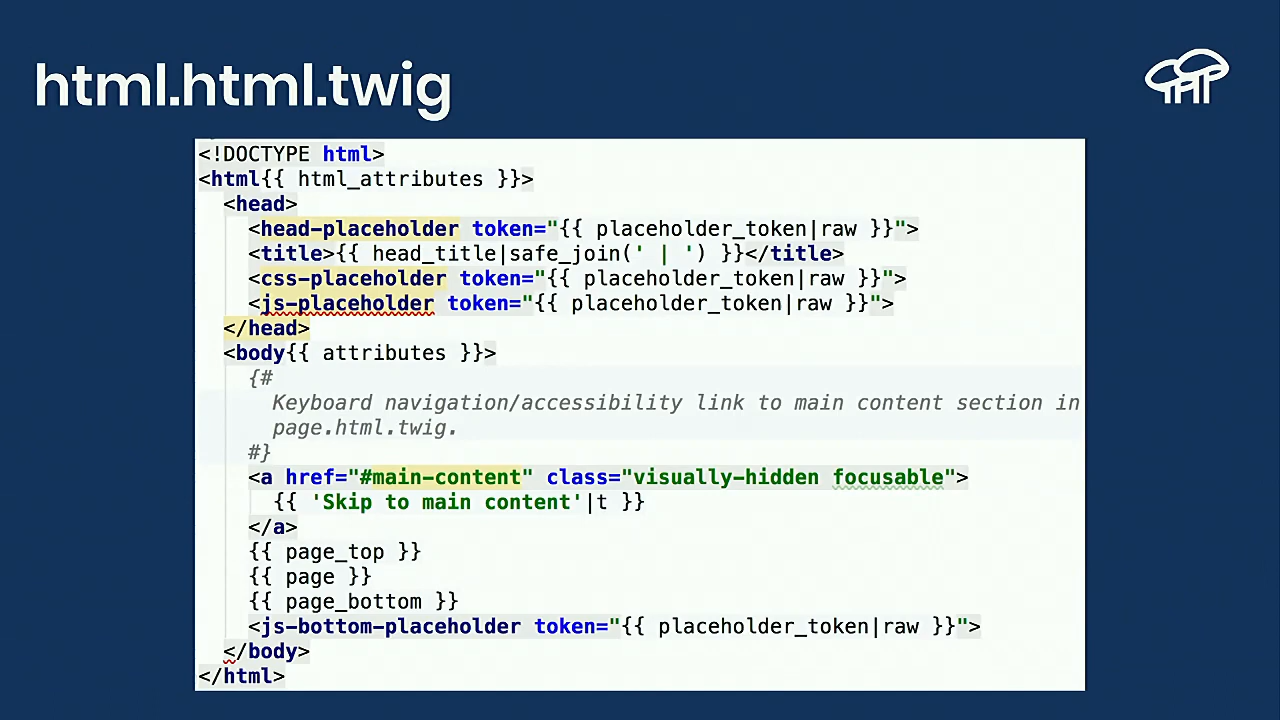 html.html.twig
<!DOCTYPE html>
<html{{ html_attributes }}>
<head>
<head-placeholder token="{{ placeholder_token|raw }}">
<title>{{ head_title|safe_join(' | ') }}</title>
<css-placeholder token="{{ placeholder_token|raw }}">
<js-placeholder token="{{ placeholder_token|raw }}">
</head>
<body{{ attributes }}>
{#
Keyboard navigation/accessibility link to main content section in
page.html.twig.
#}
<a href="#main-content" class="visually-hidden focusable">
{{ 'Skip to main content'|t }}
</a>
{{ page_top }}
{{ page }}
{{ page_bottom }}
<js-bottom-placeholder token="{{ placeholder_token|raw }}">
</body>
</html>